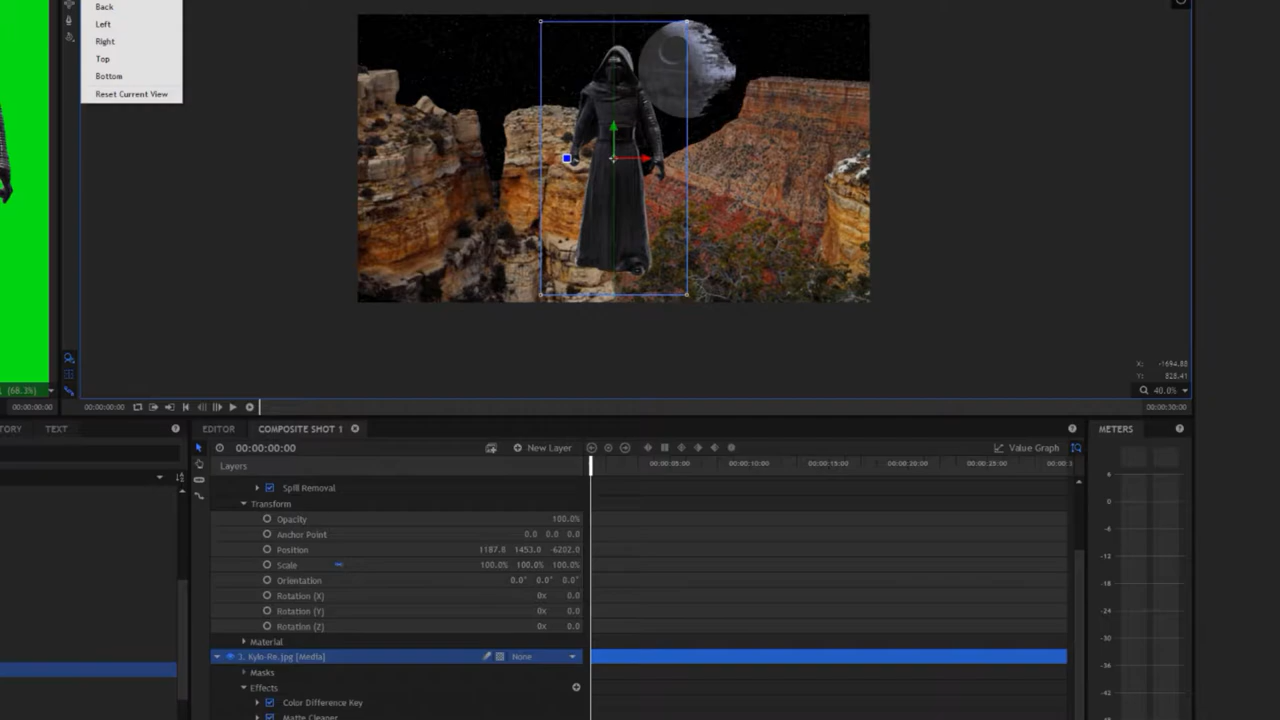 Back
Left
Right
Top
Bottom
Reset Current View
X: -1694.88
Y: 828.41
(68.3%)
40.0%
00:00:00:00
00:00:00:00
00:00:30:00
TORY
TEXT
EDITOR
COMPOSITE SHOT 1
METERS
00:00:00:00
New Layer
Value Graph
Layers
00:00:05:00
00:00:10:00
00:00:15:00
00:00:20:00
00:00:25:00
00:00:3
Spill Removal
Transform
Opacity 100.0%
Anchor Point 0.0 0.0 0.0
Position 1187.8 1453.0 -6202.0
Scale 100.0% 100.0% 100.0%
Orientation 0.0° 0.0° 0.0°
Rotation (X) 0x 0.0
Rotation (Y) 0x 0.0
Rotation (Z) 0x 0.0
Material
3. Kylo-Re.jpg [Media] None
Masks
Effects
Color Difference Key
Matte Cleaner
6
0
-6
-12
-18
-24
-30
-36
-42